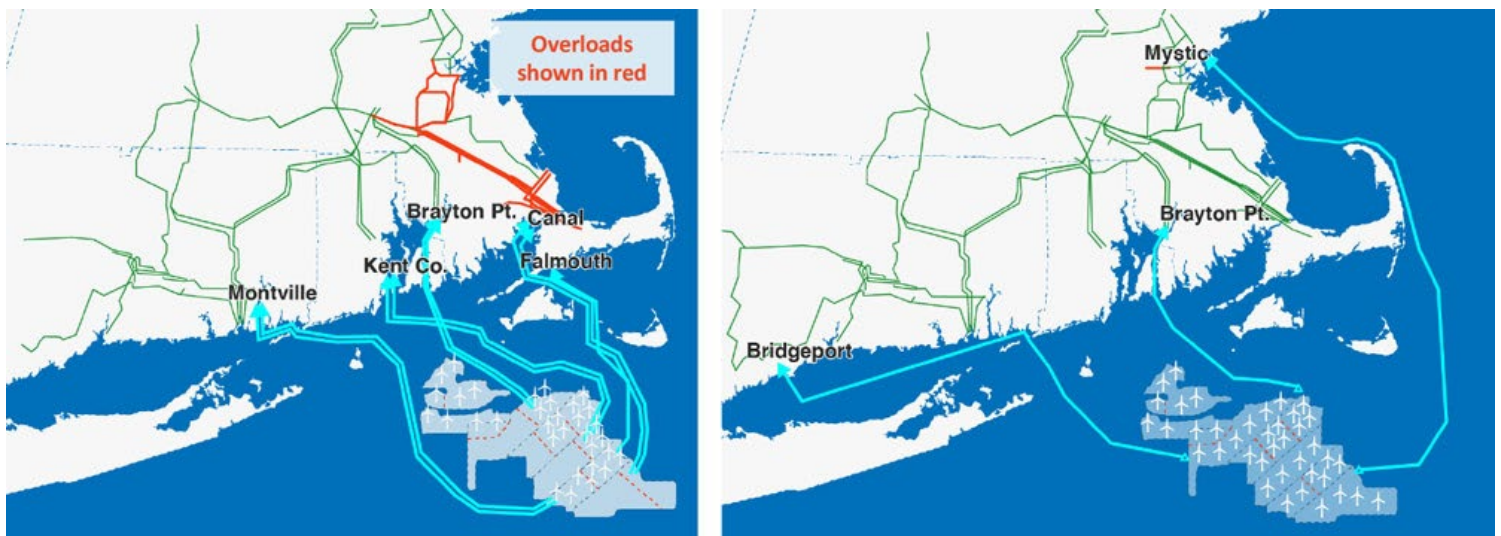 Overloads
shown in red
Brayton Pt.
Canal
Kent Co.
Falmouth
Montville
Mystic
Brayton Pt.
Bridgeport